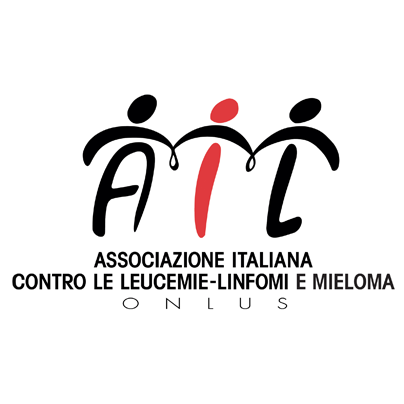 AIL
ASSOCIAZIONE ITALIANA
CONTRO LE LEUCEMIE-LINFOMI E MIELOMA
ONLUS